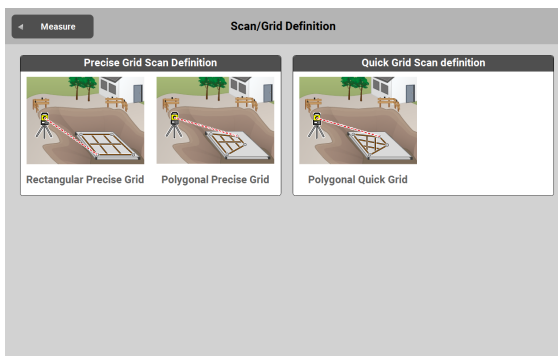 Measure
Scan/Grid Definition
Precise Grid Scan Definition
Quick Grid Scan definition
Rectangular Precise Grid
Polygonal Precise Grid
Polygonal Quick Grid